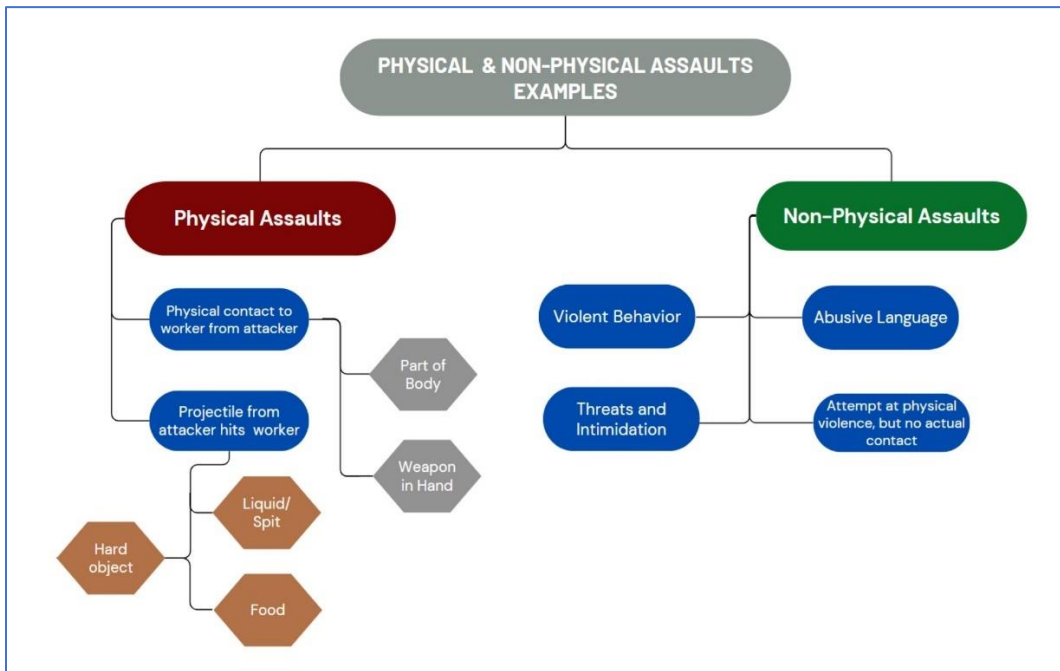 PHYSICAL & NON-PHYSICAL ASSAULTS
EXAMPLES
Physical Assaults
Non-Physical Assaults
Physical contact to
worker from attacker
Part of
Body
Weapon
in Hand
Projectile from
attacker hits worker
Liquid/
Spit
Hard
object
Food
Violent Behavior
Abusive Language
Threats and
Intimidation
Attempt at physical
violence, but no actual
contact